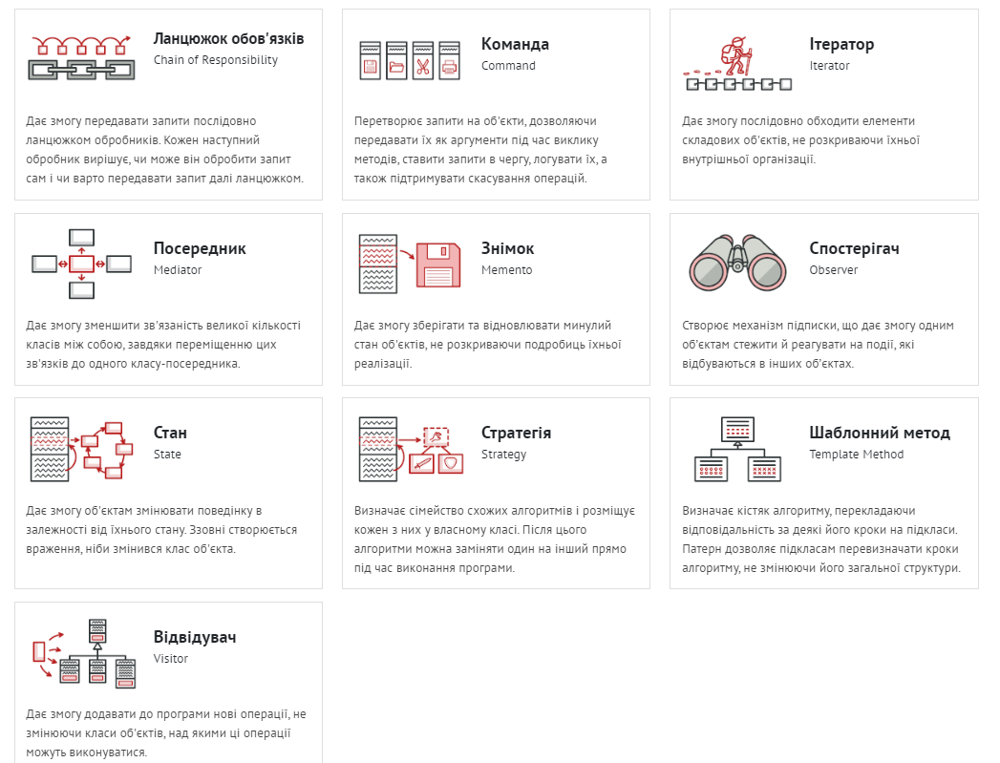 Ланцюжок обов'язків
Chain of Responsibility
Дає змогу передавати запити послідовно
ланцюжком обробників. Кожен наступний
обробник вирішує, чи може він обробити запит
сам і чи варто передавати запит далі ланцюжком.
Команда
Command
Перетворює запити на об'єкти, дозволяючи
передавати їх як аргументи під час виклику
методів, ставити запити в чергу, логувати їх, а
також підтримувати скасування операцій.
Ітератор
Iterator
Дає змогу послідовно обходити елементи
складових об'єктів, не розкриваючи їхньої
внутрішньої організації.
Посередник
Mediator
Дає змогу зменшити зв'язаність великої кількості
класів між собою, завдяки переміщенню цих
зв'язків до одного класу-посередника.
Знімок
Memento
Дає змогу зберігати та відновлювати минулий
стан об'єктів, не розкриваючи подробиць їхньої
реалізації.
Спостерігач
Observer
Створює механізм підписки, що дає змогу одним
об'єктам стежити й реагувати на події, які
відбуваються в інших об'єктах.
Стан
State
Дає змогу об'єктам змінювати поведінку в
залежності від їхнього стану. Ззовні створюється
враження, ніби змінився клас об'єкта.
Стратегія
Strategy
Визначає сімейство схожих алгоритмів і розміщує
кожен з них у власному класі. Після цього
алгоритми можна заміняти один на інший прямо
під час виконання програми.
Шаблонний метод
Template Method
Визначає кістяк алгоритму, перекладаючи
відповідальність за деякі його кроки на підкласи.
Патерн дозволяє підкласам перевизначати кроки
алгоритму, не змінюючи його загальної структури.
Відвідувач
Visitor
Дає змогу додавати до програми нові операції, не
змінюючи класи об'єктів, над якими ці операції
можуть виконуватися.